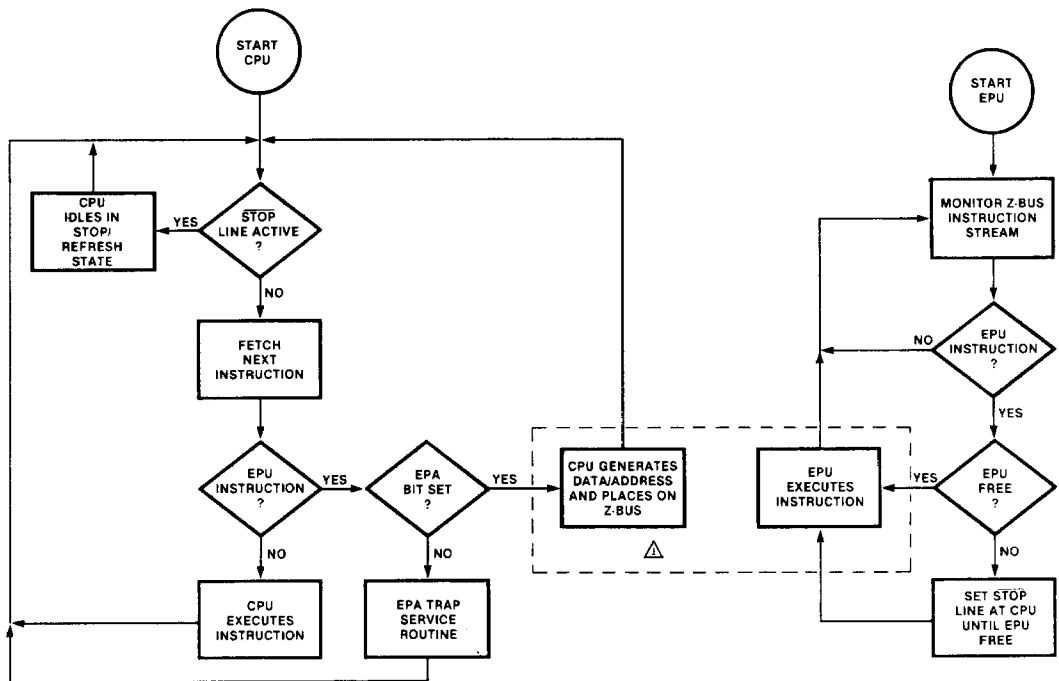 START
CPU
CPU
IDLES IN
STOP/
REFRESH
STATE
YES
STOP
LINE ACTIVE
?
NO
FETCH
NEXT
INSTRUCTION
EPU
INSTRUCTION
?
YES
EPA
BIT SET
?
YES
CPU GENERATES
DATA/ADDRESS
AND PLACES ON
Z-BUS
NO
CPU
EXECUTES
INSTRUCTION
NO
EPA TRAP
SERVICE
ROUTINE
START
EPU
MONITOR Z-BUS
INSTRUCTION
STREAM
NO
EPU
INSTRUCTION
?
YES
EPU
FREE
?
YES
EPU
EXECUTES
INSTRUCTION
NO
SET STOP
LINE AT CPU
UNTIL EPU
FREE